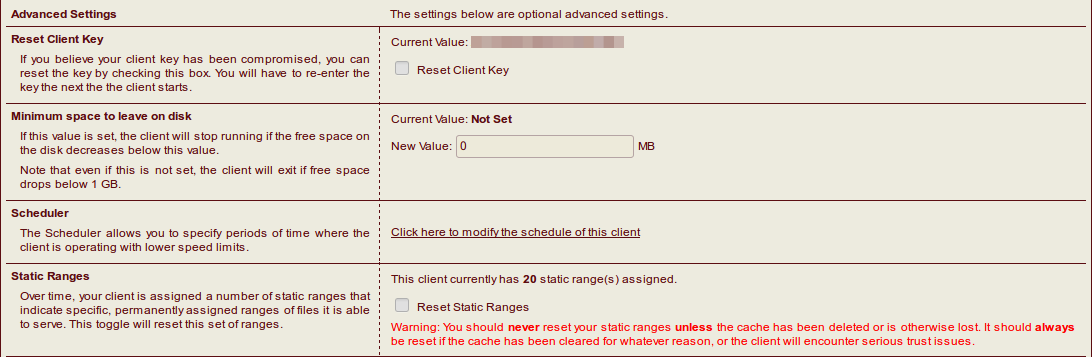 Advanced Settings
The settings below are optional advanced settings.
Reset Client Key
If you believe your client key has been compromised, you can
reset the key by checking this box. You will have to re-enter the
key the next the the client starts.
Current Value:
Reset Client Key
Minimum space to leave on disk
If this value is set, the client will stop running if the free space on
the disk decreases below this value.
Note that even if this is not set, the client will exit if free space
drops below 1 GB.
Current Value: Not Set
New Value: 0 MB
Scheduler
The Scheduler allows you to specify periods of time where the
client is operating with lower speed limits.
Click here to modify the schedule of this client
Static Ranges
Over time, your client is assigned a number of static ranges that
indicate specific, permanently assigned ranges of files it is able
to serve. This toggle will reset this set of ranges.
This client currently has 20 static range(s) assigned.
Reset Static Ranges
Warning: You should never reset your static ranges unless the cache has been deleted or is otherwise lost. It should always
be reset if the cache has been cleared for whatever reason, or the client will encounter serious trust issues.